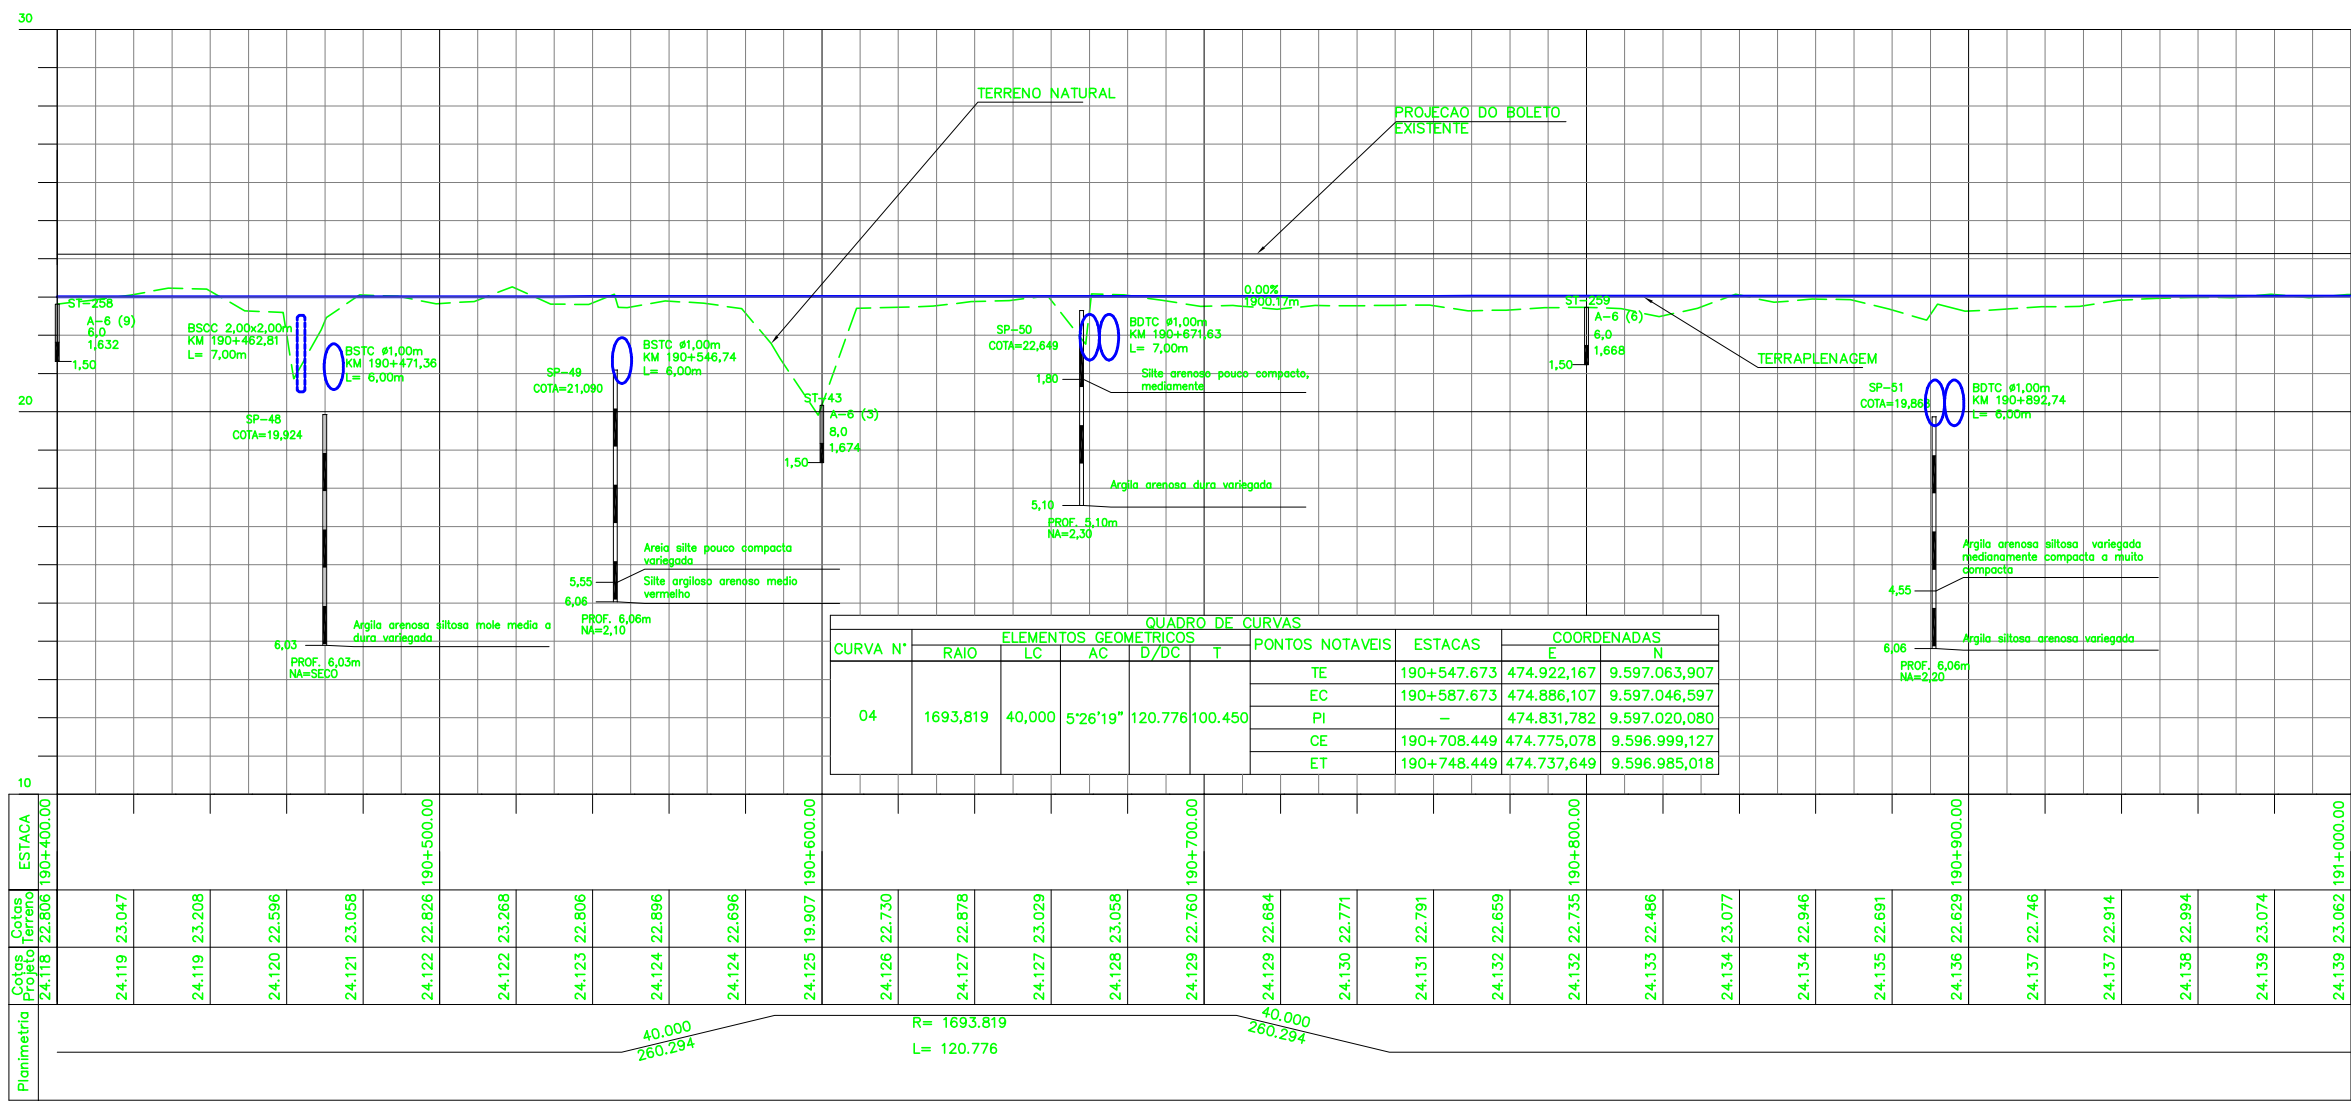 30
TERRENO NATURAL
PROJECAO DO BOLETO
EXISTENTE
0.00%
1900.17m
ST-258
A-6 (9)
6,0
1,632
1,50
BSCC 2,00x2,00m
KM 190+462,81
L= 7,00m
BSTC ø1,00m
KM 190+471,36
L= 6,00m
BSTC ø1,00m
KM 190+546,74
L= 6,00m
SP-49
COTA=21,090
SP-50
COTA=22,649
BDTC ø1,00m
KM 190+671,63
L= 7,00m
ST-259
A-6 (6)
6,0
1,668
1,50
TERRAPLENAGEM
1,80
Silte arenoso pouco compacta,
mediamente
SP-51
COTA=19,868
BDTC ø1,00m
KM 190+892,74
L= 6,00m
20
SP-48
COTA=19,924
ST-43
A-6 (3)
8,0
1,674
1,50
Argila arenosa dura variegada
5,10
PROF. 5,10m
NA=2,30
Areia silte pouco compacta
variegada
5,55
Silte argiloso arenoso medio
vermelho
6,06
PROF. 6,06m
NA=2,10
Argila arenosa siltosa variegada
medianamente compacta a muito
compacta
4,55
Argila siltosa arenosa variegada
6,06
PROF. 6,06m
NA=2,20
Argila arenosa siltosa mole media a
dura variegada
6,03
PROF. 6,03m
NA=SECO
QUADRO DE CURVAS
CURVA N° ELEMENTOS GEOMETRICOS PONTOS NOTAVEIS ESTACAS COORDENADAS
RAIO LC AC D/DC T E N
TE 190+547.673 474.922,167 9.597.063,907
EC 190+587.673 474.886,107 9.597.046,597
04 1693,819 40,000 5°26'19" 120.776 100.450 PI - 474.831,782 9.597.020,080
CE 190+708.449 474.775,078 9.596.999,127
ET 190+748.449 474.737,649 9.596.985,018
10
ESTACA 190+400.00 190+500.00 190+600.00 190+700.00 190+800.00 190+900.00 191+000.00
Cotas Terreno 22.806 23.047 23.208 22.596 23.058 22.826 23.268 22.806 22.896 22.696 19.907 22.730 22.878 23.029 23.058 22.760 22.684 22.771 22.791 22.659 22.735 22.486 23.077 22.946 22.691 22.629 22.746 22.914 22.994 23.074 23.062
Cotas Projeto 24.118 24.119 24.119 24.120 24.121 24.122 24.122 24.123 24.124 24.124 24.125 24.126 24.127 24.127 24.128 24.129 24.129 24.130 24.131 24.132 24.132 24.133 24.134 24.134 24.135 24.136 24.137 24.137 24.138 24.139 24.139
Planimetria
40.000
260.294
R= 1693.819
L= 120.776
40.000
260.294